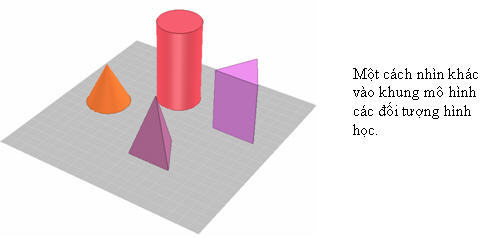 Một cách nhìn khác
vào khung mô hình
các đối tượng hình
học.